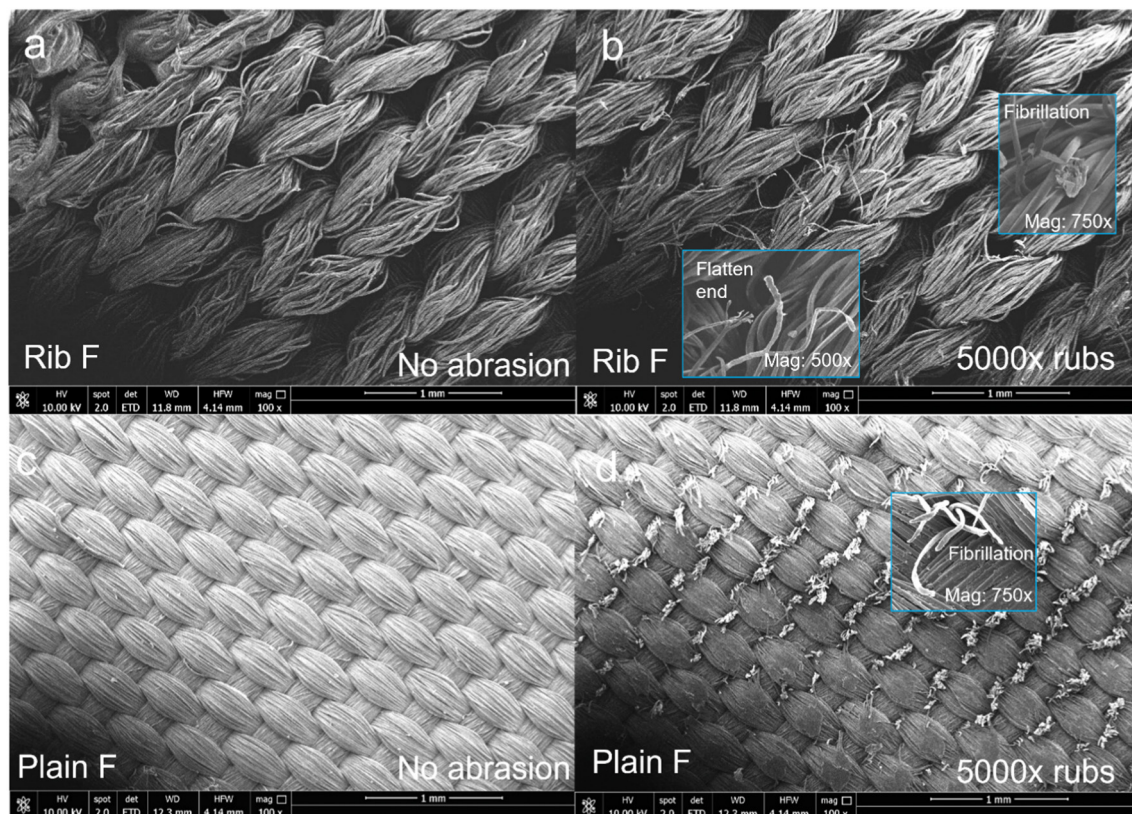 a
Rib F
No abrasion
HV spot det WD HFW mag
10.00 kV 2.0 ETD 11.8 mm 4.14 mm 100 x
1 mm
b
Fibrillation
Mag: 750x
Flatten
end
Mag: 500x
Rib F
5000x rubs
HV spot det WD HFW mag
10.00 kV 2.0 ETD 11.8 mm 4.14 mm 100 x
1 mm
c
Plain F
No abrasion
HV spot det WD HFW mag
10.00 kV 2.0 ETD 12.3 mm 4.14 mm 100 x
1 mm
d
Fibrillation
Mag: 750x
Plain F
5000x rubs
HV spot det WD HFW mag
10.00 kV 2.0 ETD 12.3 mm 4.14 mm 100 x
1 mm